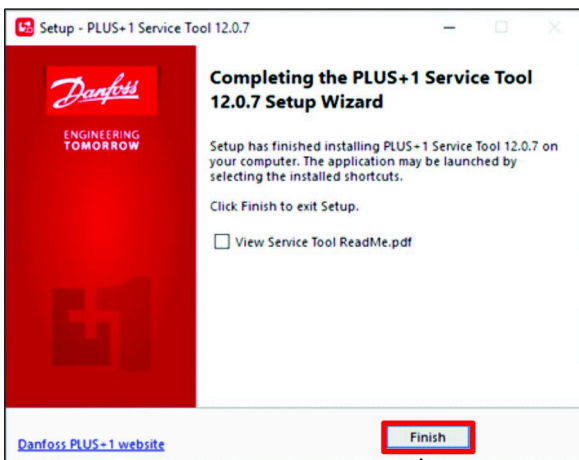 Setup - PLUS+1 Service Tool 12.0.7
Danfoss
ENGINEERING
TOMORROW
Completing the PLUS+1 Service Tool
12.0.7 Setup Wizard
Setup has finished installing PLUS+1 Service Tool 12.0.7 on
your computer. The application may be launched by
selecting the installed shortcuts.
Click Finish to exit Setup.
View Service Tool ReadMe.pdf
Danfoss PLUS+1 website
Finish